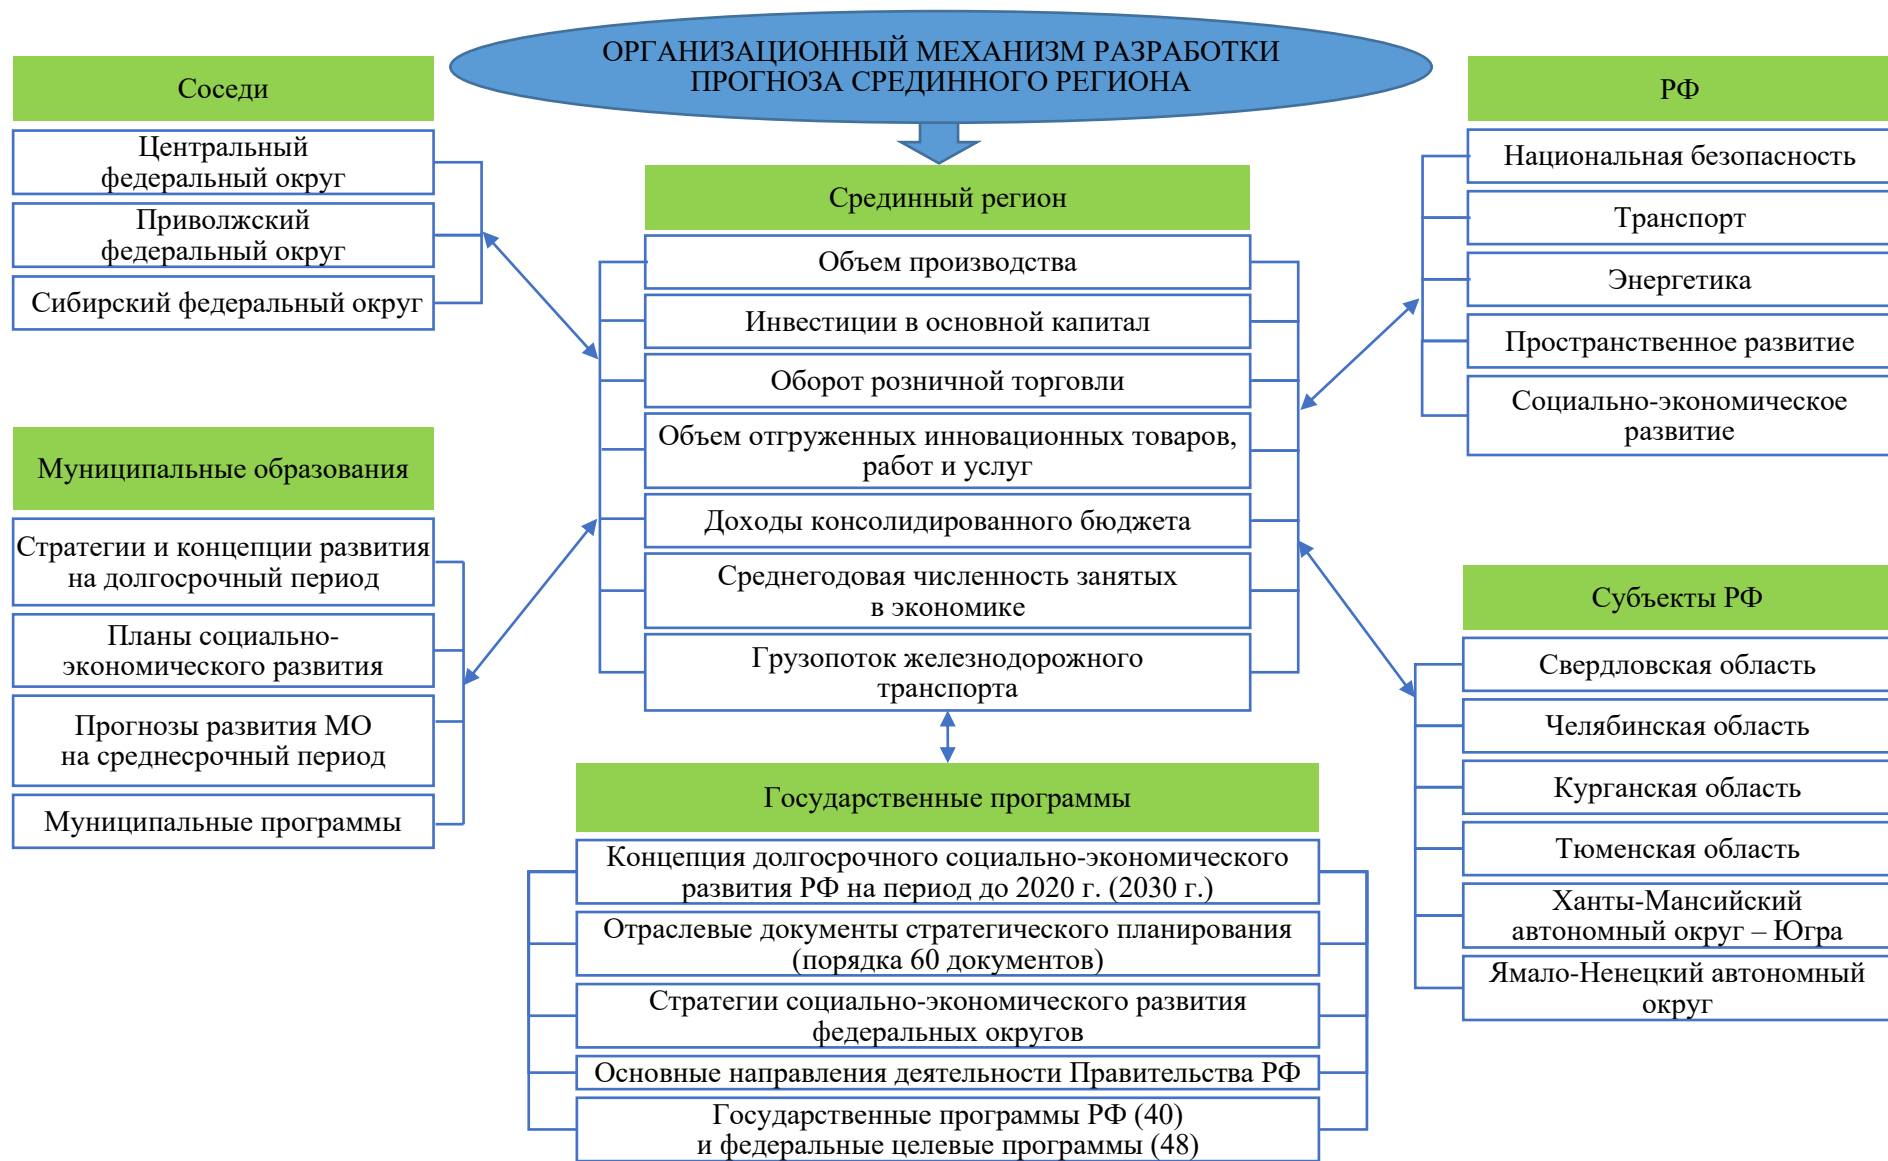 ОРГАНИЗАЦИОННЫЙ МЕХАНИЗМ РАЗРАБОТКИ
ПРОГНОЗА СРЕДИННОГО РЕГИОНА
Соседи
Центральный
федеральный округ
Приволжский
федеральный округ
Сибирский федеральный округ
Муниципальные образования
Стратегии и концепции развития
на долгосрочный период
Планы социально-
экономического развития
Прогнозы развития МО
на среднесрочный период
Муниципальные программы
Срединный регион
Объем производства
Инвестиции в основной капитал
Оборот розничной торговли
Объем отгруженных инновационных товаров,
работ и услуг
Доходы консолидированного бюджета
Среднегодовая численность занятых
в экономике
Грузопоток железнодорожного
транспорта
Государственные программы
Концепция долгосрочного социально-экономического
развития РФ на период до 2020 г. (2030 г.)
Отраслевые документы стратегического планирования
(порядка 60 документов)
Стратегии социально-экономического развития
федеральных округов
Основные направления деятельности Правительства РФ
Государственные программы РФ (40)
и федеральные целевые программы (48)
РФ
Национальная безопасность
Транспорт
Энергетика
Пространственное развитие
Социально-экономическое
развитие
Субъекты РФ
Свердловская область
Челябинская область
Курганская область
Тюменская область
Ханты-Мансийский
автономный округ – Югра
Ямало-Ненецкий автономный
округ